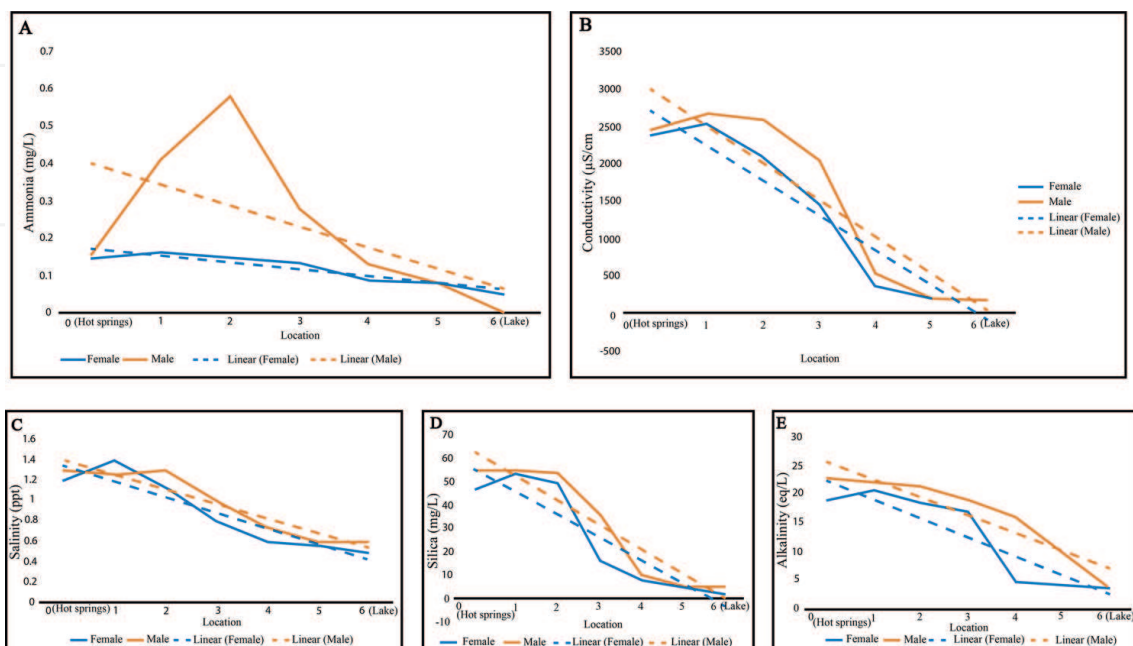 A
0.7
0.6
0.5
0.4
0.3
0.2
0.1
0
Ammonia (mg/L)
0 (Hot springs) 1 2 3 4 5 6 (Lake)
Location
Female Male Linear (Female) Linear (Male)
B
3500
3000
2500
2000
1500
1000
500
0
-500
Conductivity (µS/cm
0(Hot springs) 1 2 3 4 5 6 (Lake)
Location
Female
Male
Linear (Female)
Linear (Male)
C
1.6
1.4
1.2
1
0.8
0.6
0.4
0.2
0
Salinity (ppt)
0(Hot springs) 1 2 3 4 5 6 (Lake)
Location
Female Male Linear (Female) Linear (Male)
D
70
60
50
40
30
20
10
0
-10
Silica (mg/L)
0 1 2 3 4 5 6 (Lake)
(Hot springs)
Location
Female Male Linear (Female) Linear (Male)
E
30
25
20
15
10
5
0
Alkalinity (eq/L)
0 1 2 3 4 5 6 (Lake)
(Hot springs)
Location
Female Male Linear (Female) Linear (Male)